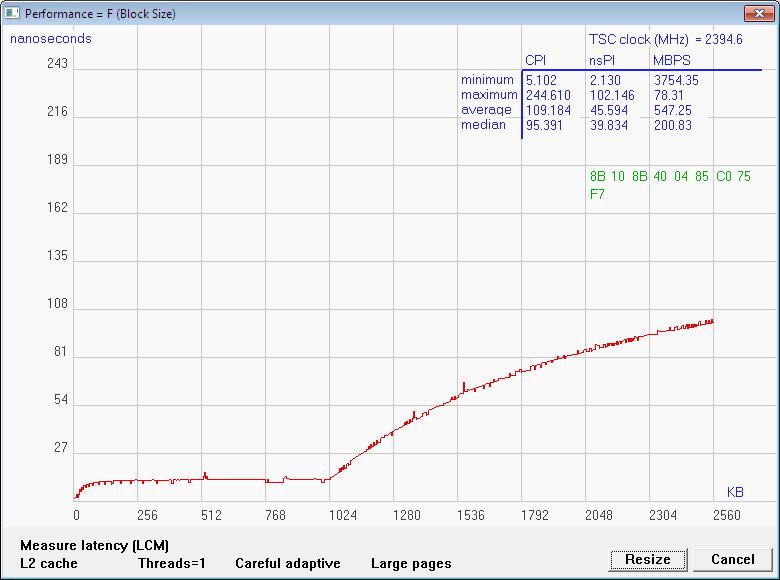 Performance = F (Block Size)
nanoseconds
TSC clock (MHz) = 2394.6
CPI nsPI MBPS
minimum 5.102 2.130 3754.35
maximum 244.610 102.146 78.31
average 109.184 45.594 547.25
median 95.391 39.834 200.83
8B 10 8B 40 04 85 C0 75
F7
243
216
189
162
135
108
81
54
27
KB
0 256 512 768 1024 1280 1536 1792 2048 2304 2560
Measure latency (LCM)
L2 cache Threads=1 Careful adaptive Large pages
Resize Cancel